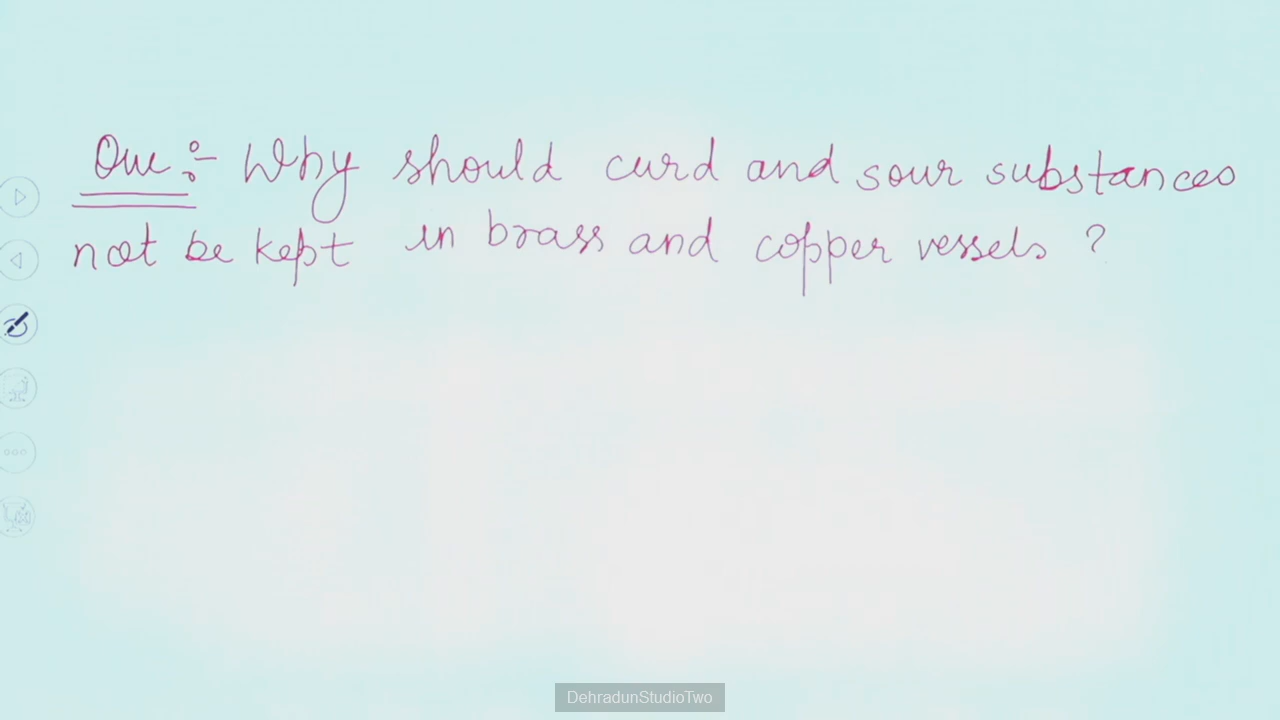 Que :- Why should curd and sour substances
not be kept in brass and copper vessels ?
DehradunStudioTwo